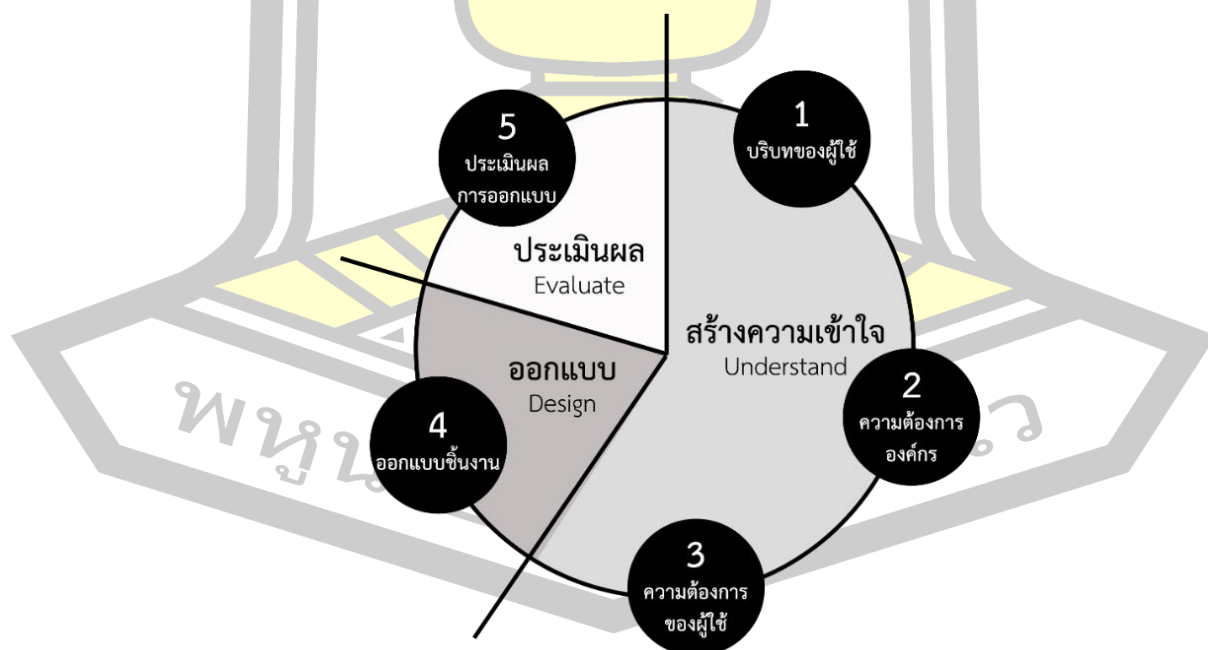 1
บริบทของผู้ใช้
5
ประเมินผล
การออกแบบ
ประเมินผล
Evaluate
สร้างความเข้าใจ
Understand
ออกแบบ
Design
2
ความต้องการ
องค์กร
4
ออกแบบชิ้นงาน
3
ความต้องการ
ของผู้ใช้
พหูน